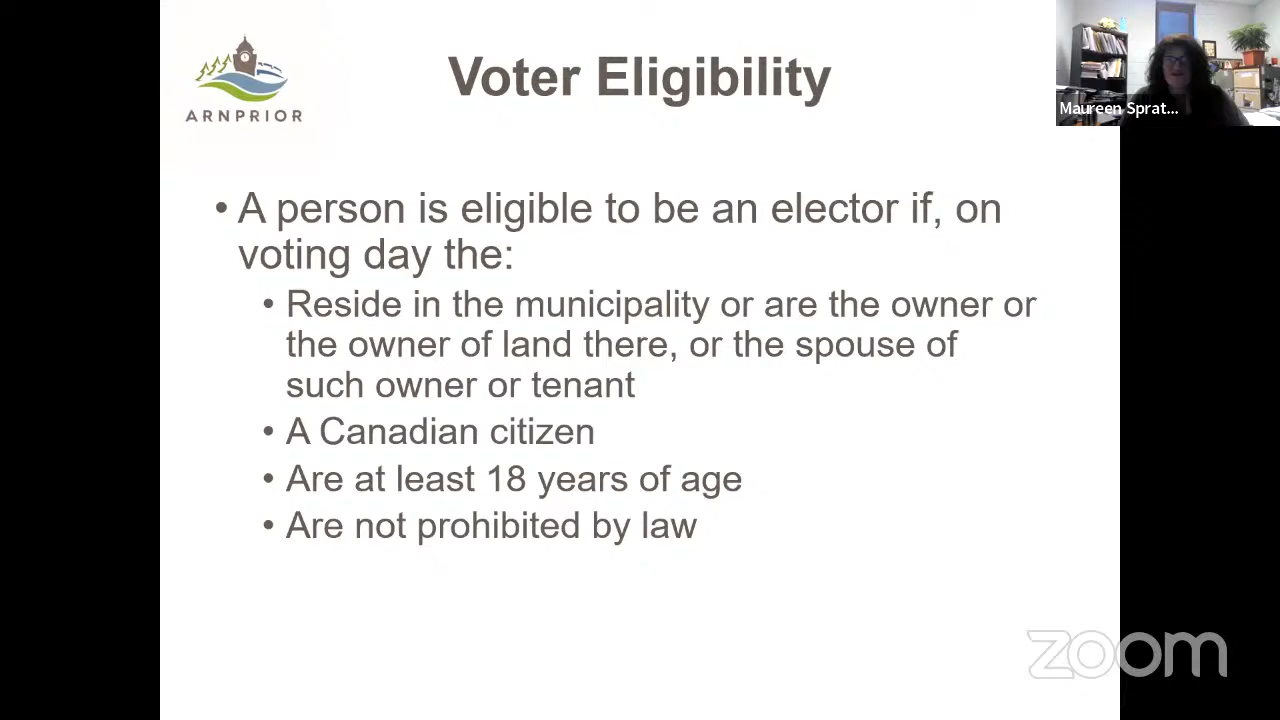 ARNPRIOR
Voter Eligibility
Maureen Sprat...
• A person is eligible to be an elector if, on
voting day the:
• Reside in the municipality or are the owner or
the owner of land there, or the spouse of
such owner or tenant
• A Canadian citizen
• Are at least 18 years of age
• Are not prohibited by law
zoom